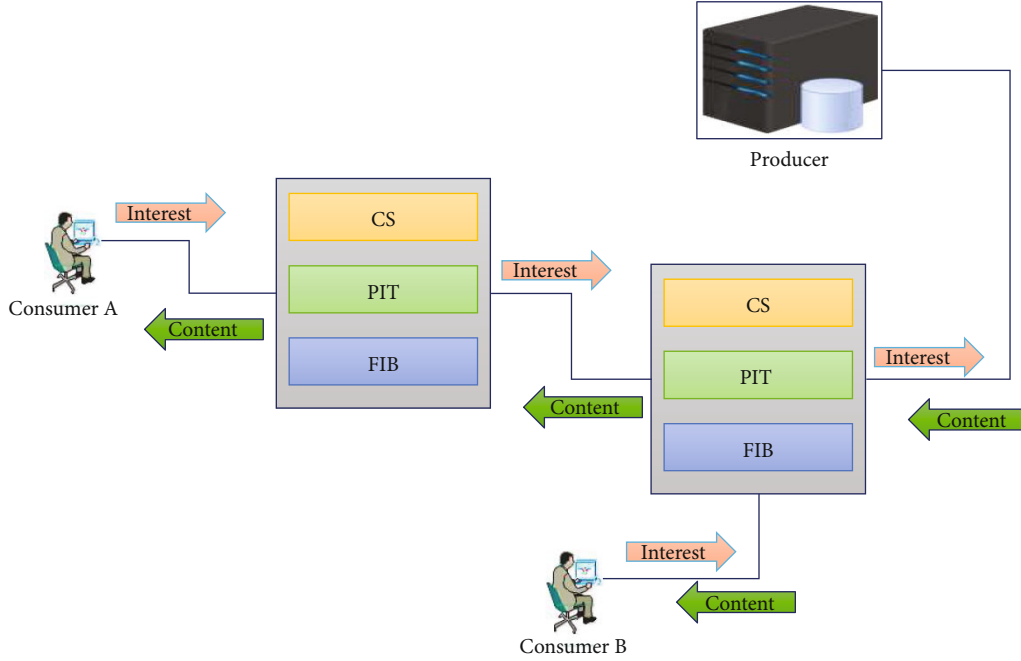 Producer
Interest
CS
PIT
FIB
Consumer A
Content
Interest
CS
PIT
FIB
Content
Interest
Content
Interest
Content
Consumer B